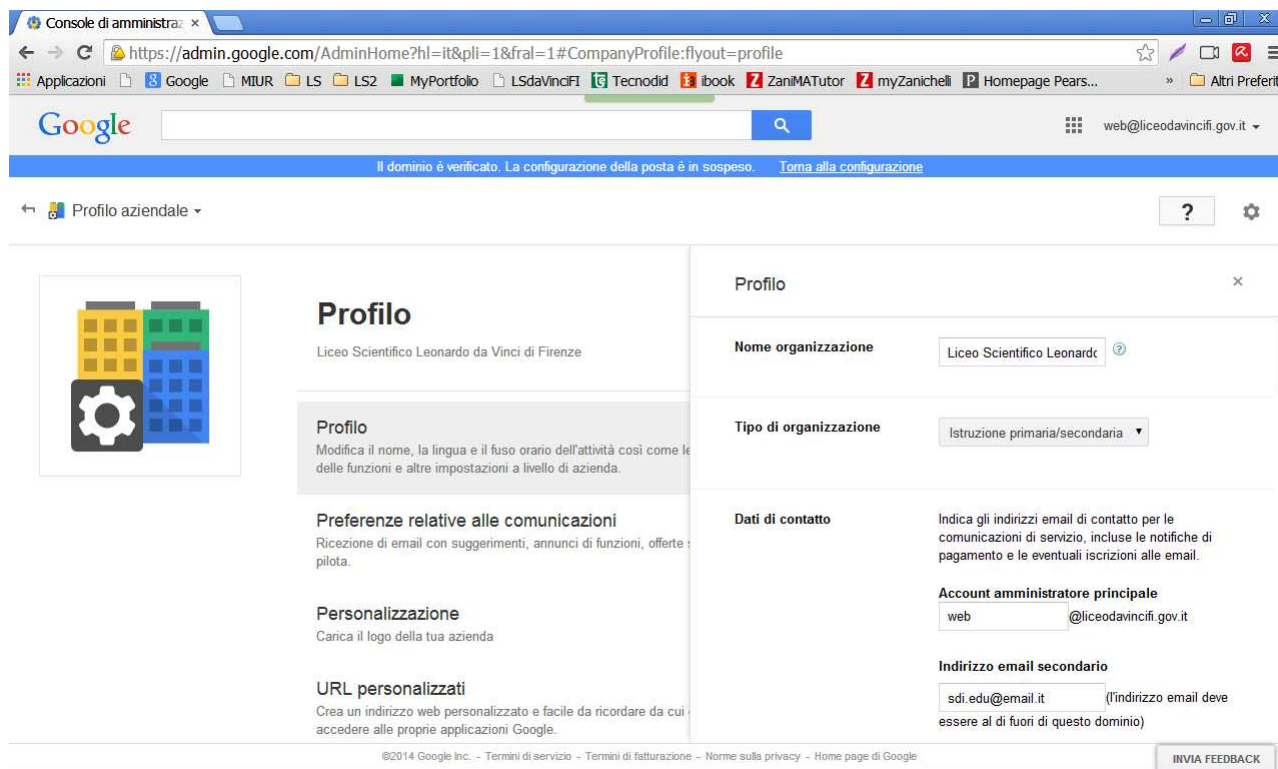 Console di amministraz
https://admin.google.com/AdminHome?hl=it&pli=1&fral=1#CompanyProfile:flyout=profile
Applicazioni Google MIUR LS LS2 MyPortfolio LSdaVinciFI Tecnodid ibook ZaniMATutor myZanichelli Homepage Pears... » Altri Preferit
Google web@liceodavincifi.gov.it
Il dominio è verificato. La configurazione della posta è in sospeso. Torna alla configurazione
Profilo aziendale ?
Profilo
Liceo Scientifico Leonardo da Vinci di Firenze
Profilo
Modifica il nome, la lingua e il fuso orario dell'attività così come le
delle funzioni e altre impostazioni a livello di azienda.
Preferenze relative alle comunicazioni
Ricezione di email con suggerimenti, annunci di funzioni, offerte s
pilota.
Personalizzazione
Carica il logo della tua azienda
URL personalizzati
Crea un indirizzo web personalizzato e facile da ricordare da cui
accedere alle proprie applicazioni Google.
Profilo
Nome organizzazione
Liceo Scientifico Leonardo
Tipo di organizzazione
Istruzione primaria/secondaria
Dati di contatto
Indica gli indirizzi email di contatto per le
comunicazioni di servizio, incluse le notifiche di
pagamento e le eventuali iscrizioni alle email.
Account amministratore principale
web @liceodavincifi.gov.it
Indirizzo email secondario
sdi.edu@email.it (l'indirizzo email deve
essere al di fuori di questo dominio)
©2014 Google Inc. - Termini di servizio - Termini di fatturazione - Norme sulla privacy - Home page di Google
INVIA FEEDBACK